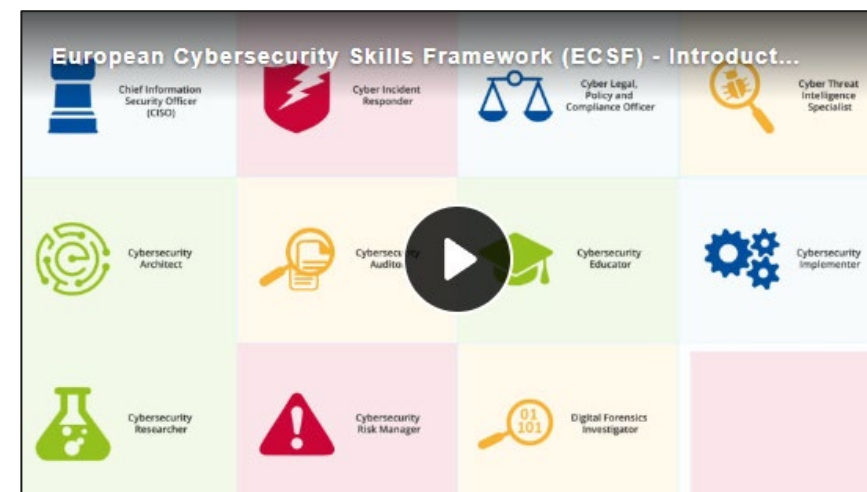 European Cybersecurity Skills Framework (ECSF) - Introduct...
Chief Information
Security Officer
(CISO)
Cyber Incident
Responder
Cyber Legal,
Policy and
Compliance Officer
Cyber Threat
Intelligence
Specialist
Cybersecurity
Architect
Cybersecu
Audito
Cybersecurity
Educator
Cybersecurity
Implementer
Cybersecurity
Researcher
Cybersecurity
Risk Manager
01
101
Digital Forensics
Investigator